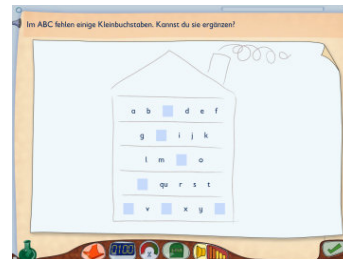 Im ABC fehlen einige Kleinbuchstaben. Kannst du sie ergänzen?
a b d e f
g i j k
l m o
qu r s t
v x y